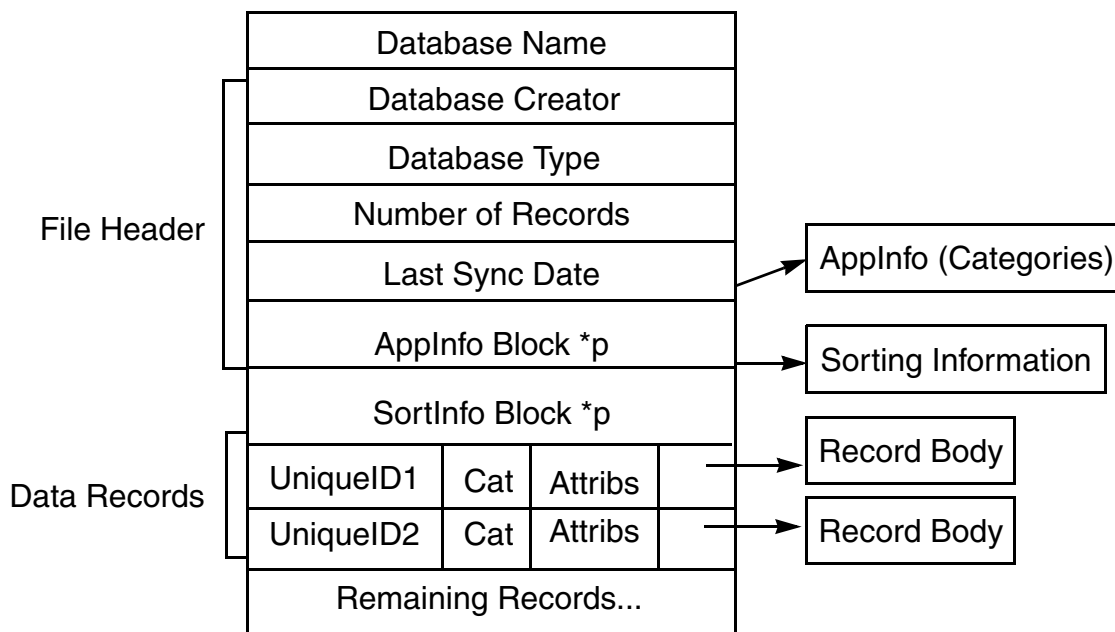 Database Name
Database Creator
Database Type
File Header
Number of Records
Last Sync Date
AppInfo (Categories)
AppInfo Block *p
Sorting Information
SortInfo Block *p
Data Records
UniqueID1 Cat Attribs
Record Body
UniqueID2 Cat Attribs
Record Body
Remaining Records...